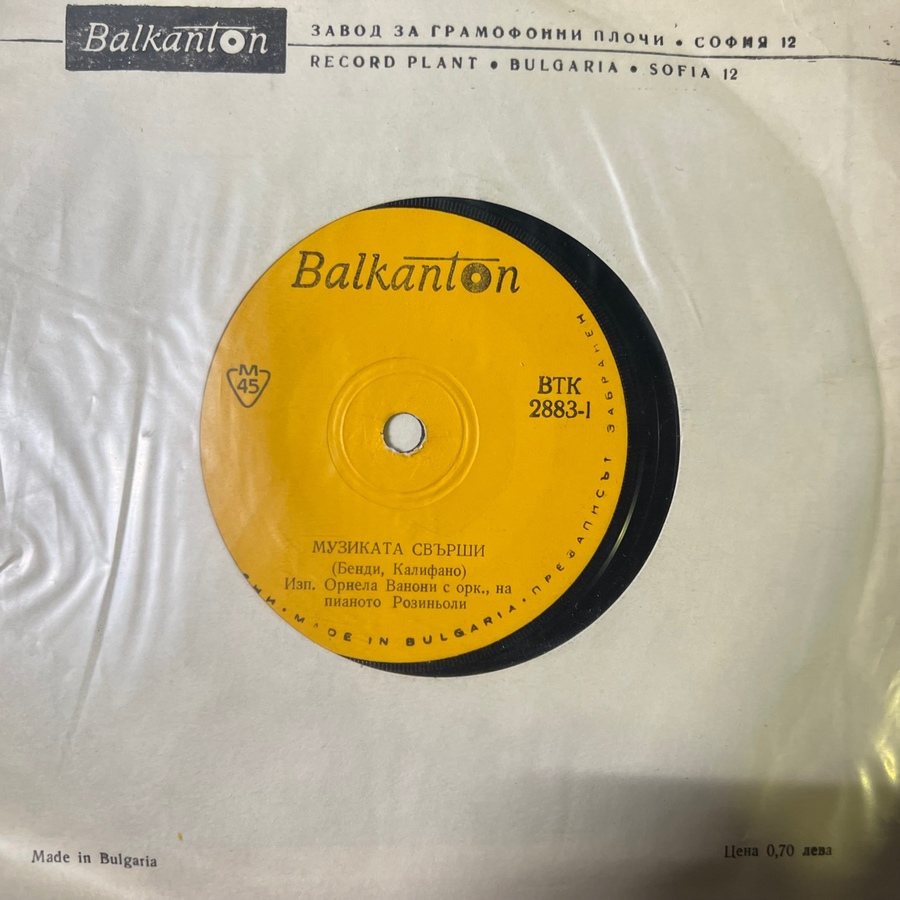 Balkanton
ЗАВОД ЗА ГРАМОФОННИ ПЛОЧИ • СОФИЯ 12
RECORD PLANT • BULGARIA • SOFIA 12
Balkanton
М
45
ВТК
2883-1
МУЗИКАТА СВЪРШИ
(Бенди, Калифано)
Изп. Орнела Ванони с орк., на
пианото Розиньоли
MADE IN BULGARIA • ПРЕЗАПИСЪТ ЗАБРАНЕН
Made in Bulgaria
Цена 0,70 лева